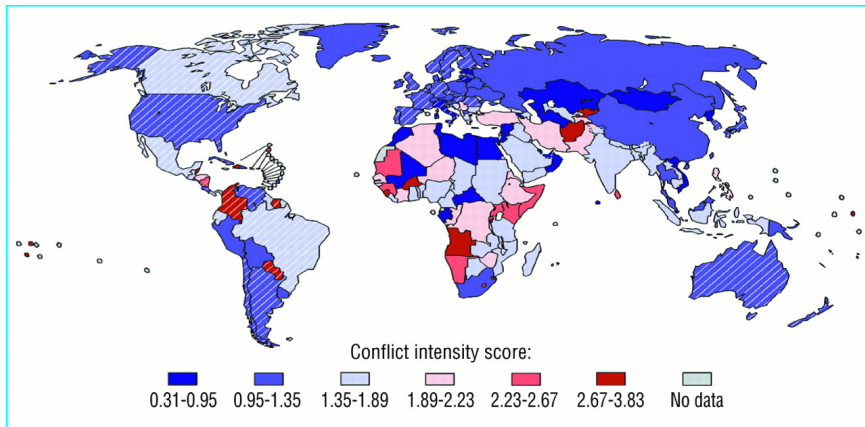 Conflict intensity score:
0.31-0.95 0.95-1.35 1.35-1.89 1.89-2.23 2.23-2.67 2.67-3.83 No data